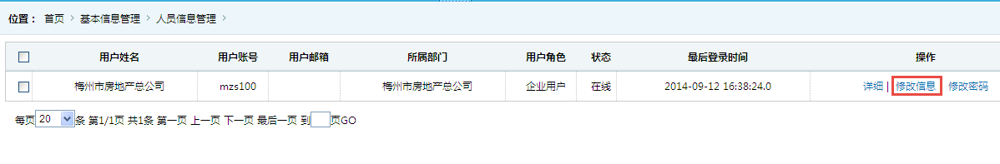 位置： 首页 > 基本信息管理 > 人员信息管理 >
用户姓名 用户账号 用户邮箱 所属部门 用户角色 状态 最后登录时间 操作
梅州市房地产总公司 mzs100 梅州市房地产总公司 企业用户 在线 2014-09-12 16:38:24.0 详细 | 修改信息 修改密码
每页 20 条 第1/1页 共1条 第一页 上一页 下一页 最后一页 到 页GO